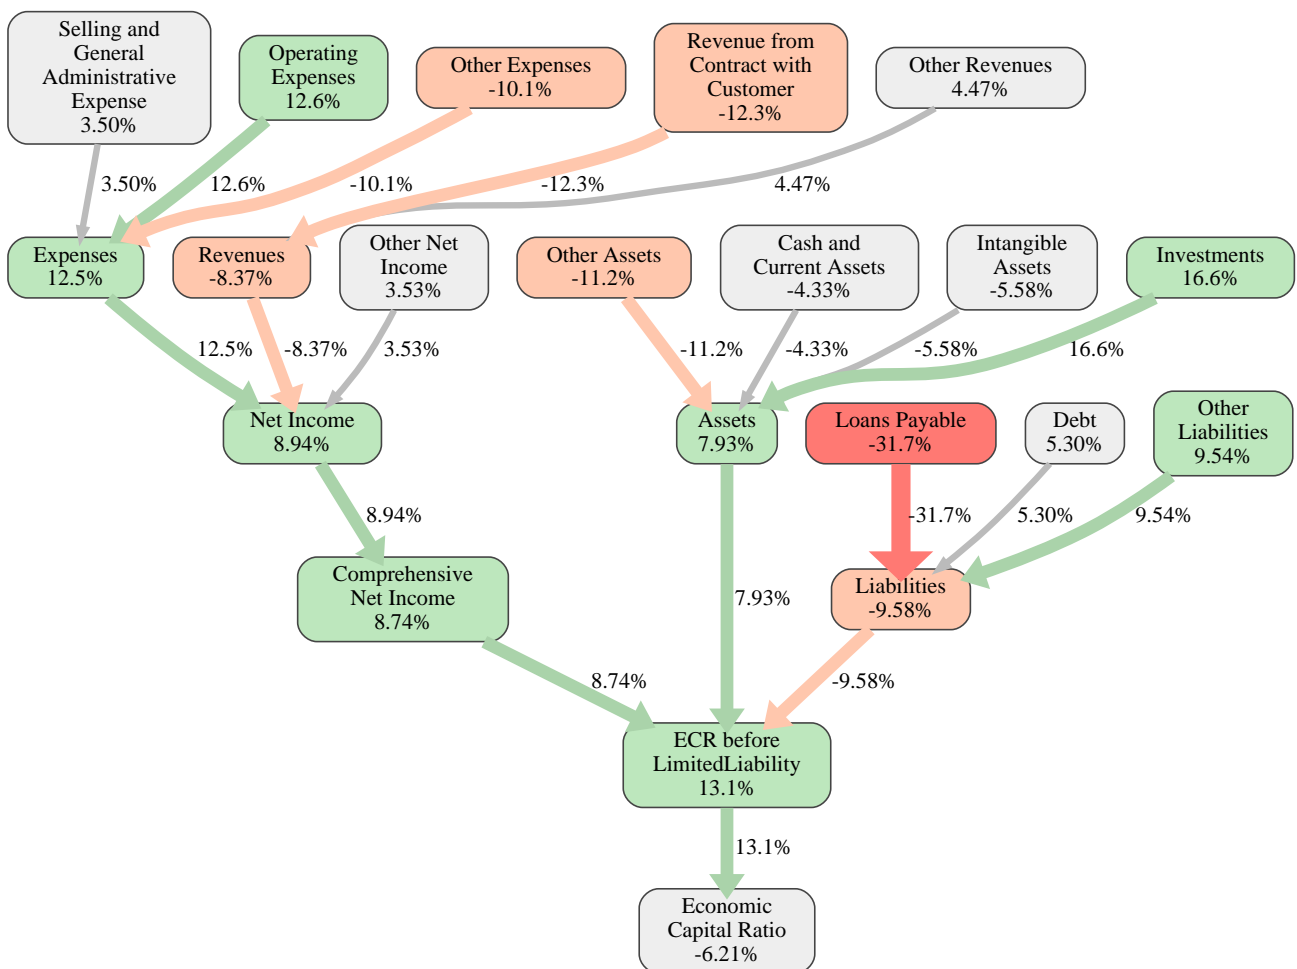 Selling and
General
Administrative
Expense
3.50%
Operating
Expenses
12.6%
Other Expenses
-10.1%
Revenue from
Contract with
Customer
-12.3%
Other Revenues
4.47%
3.50%
12.6%
-10.1%
-12.3%
4.47%
Expenses
12.5%
Revenues
-8.37%
Other Net
Income
3.53%
Other Assets
-11.2%
Cash and
Current Assets
-4.33%
Intangible
Assets
-5.58%
Investments
16.6%
12.5%
-8.37%
3.53%
-11.2%
-4.33%
-5.58%
16.6%
Net Income
8.94%
Assets
7.93%
Loans Payable
-31.7%
Debt
5.30%
Other
Liabilities
9.54%
8.94%
-31.7%
5.30%
9.54%
Comprehensive
Net Income
8.74%
7.93%
Liabilities
-9.58%
8.74%
-9.58%
ECR before
LimitedLiability
13.1%
13.1%
Economic
Capital Ratio
-6.21%